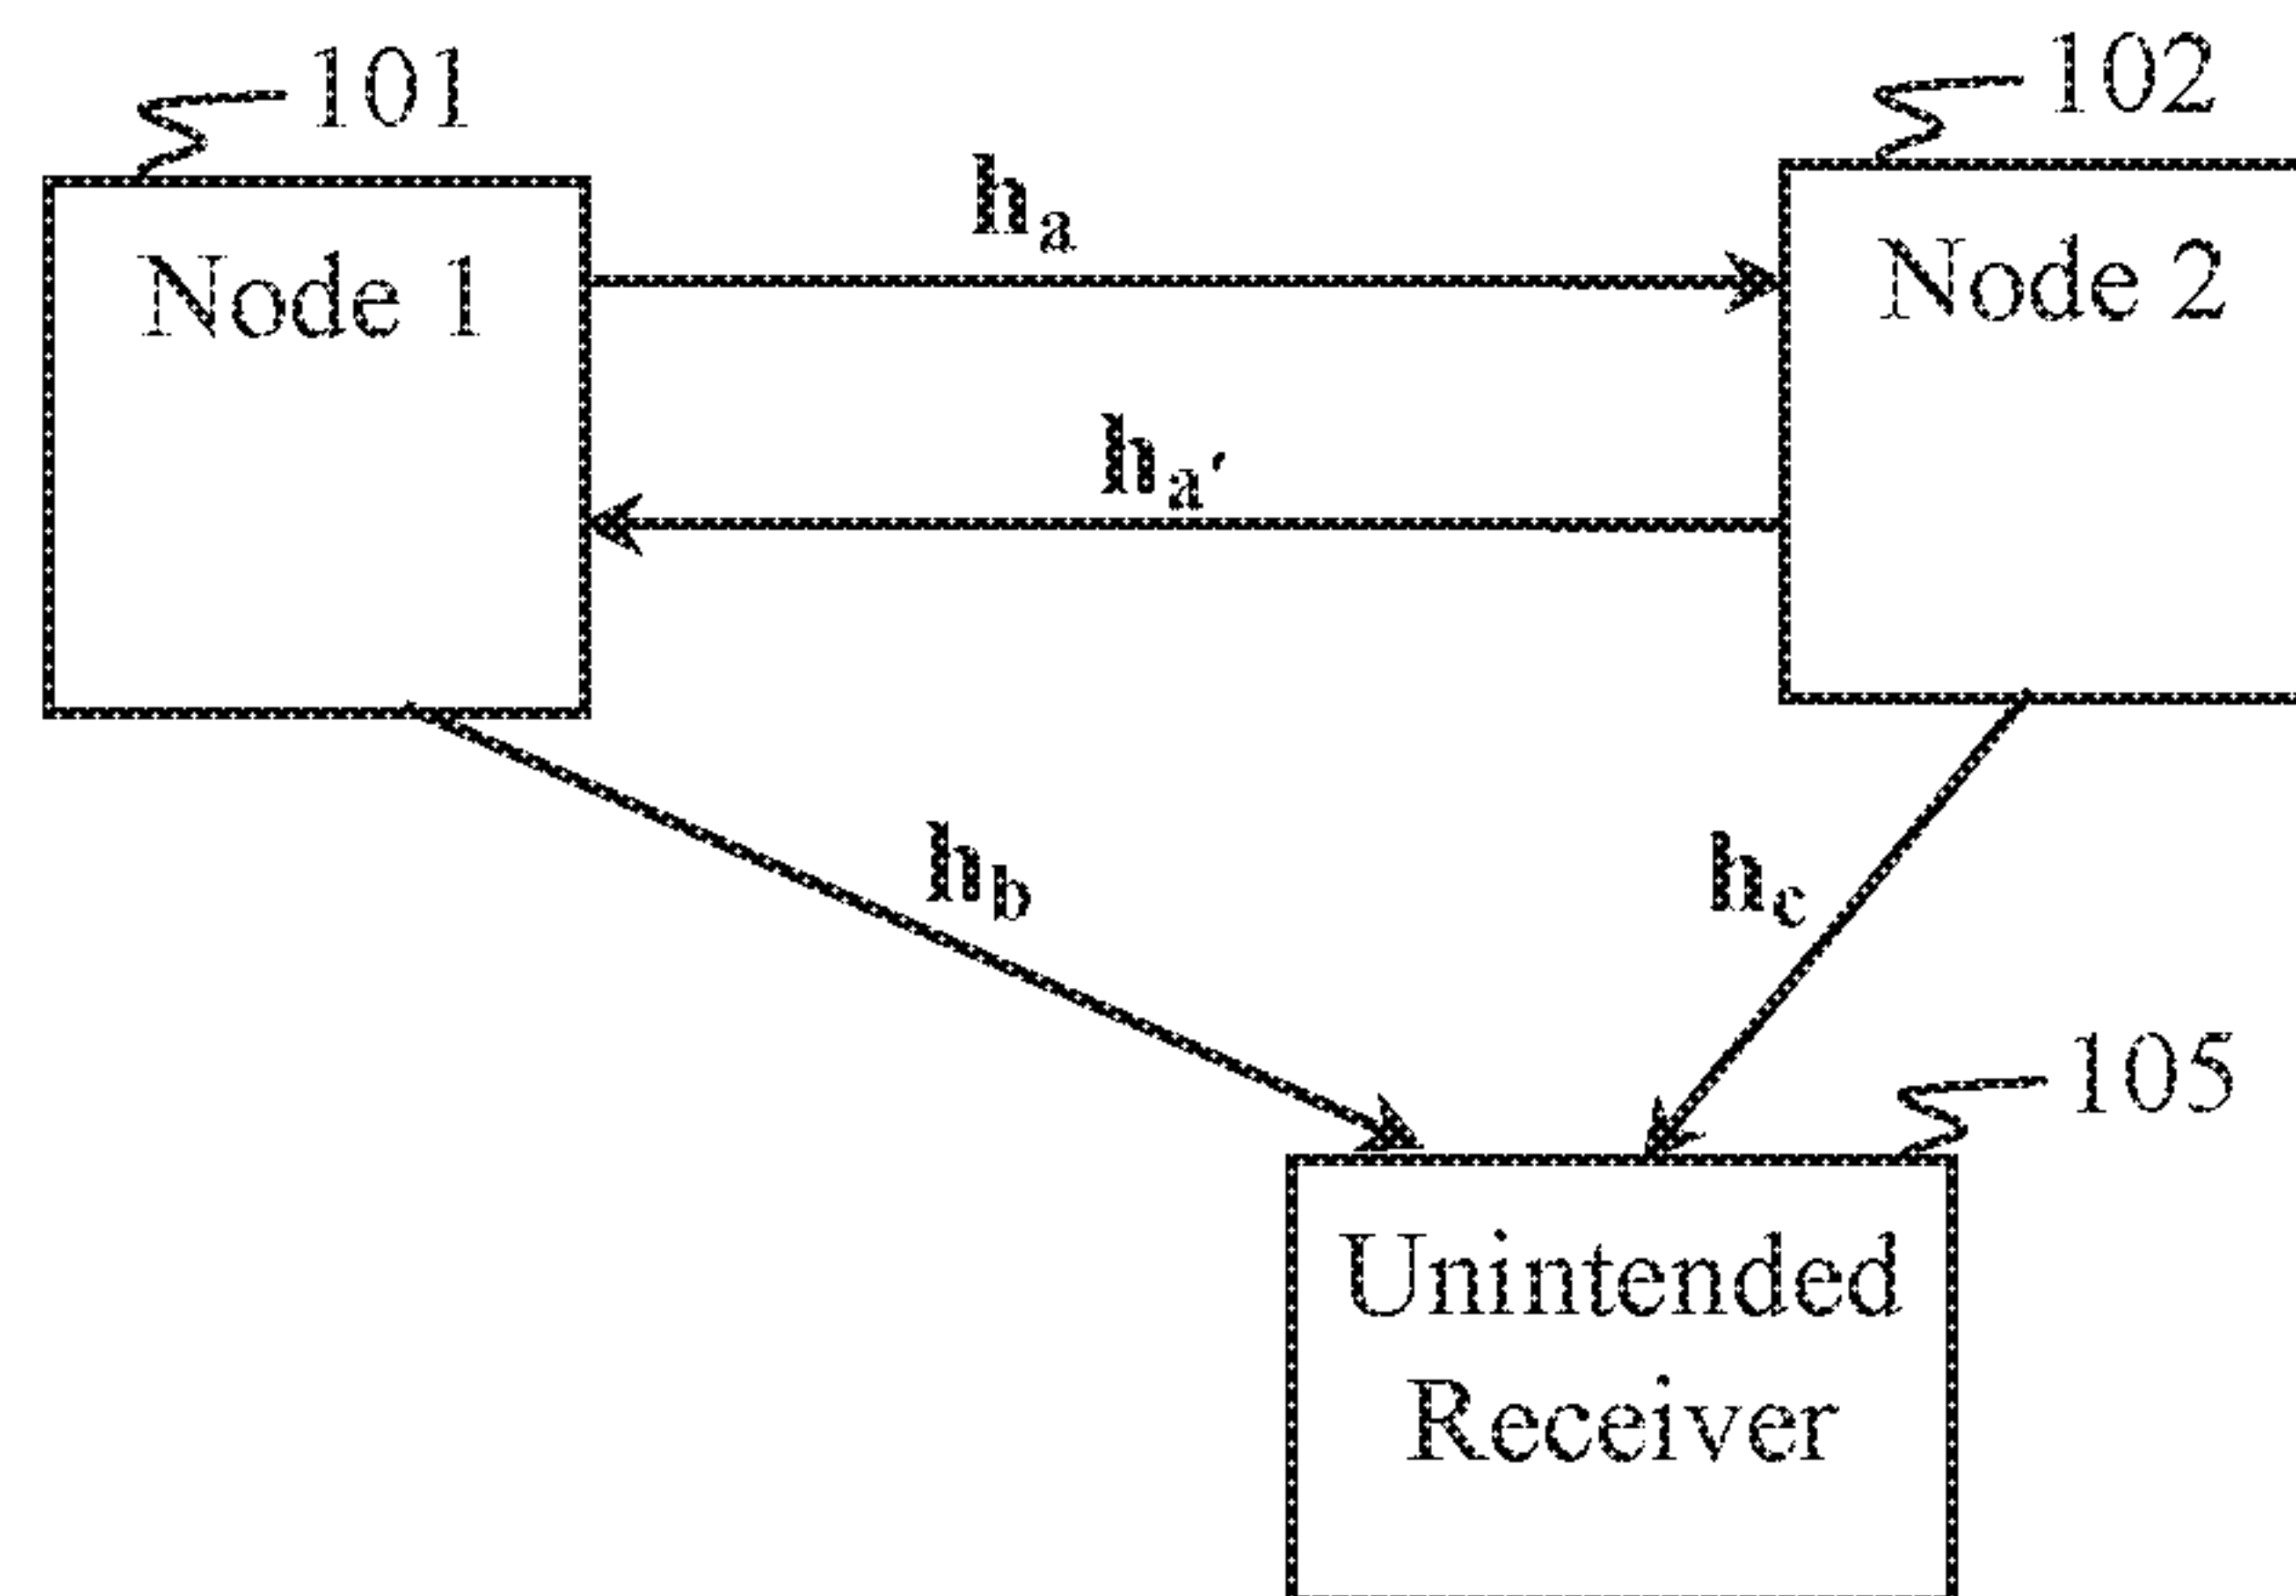 101
102
h_a
Node 1
Node 2
h_a′
h_b
h_c
105
Unintended
Receiver